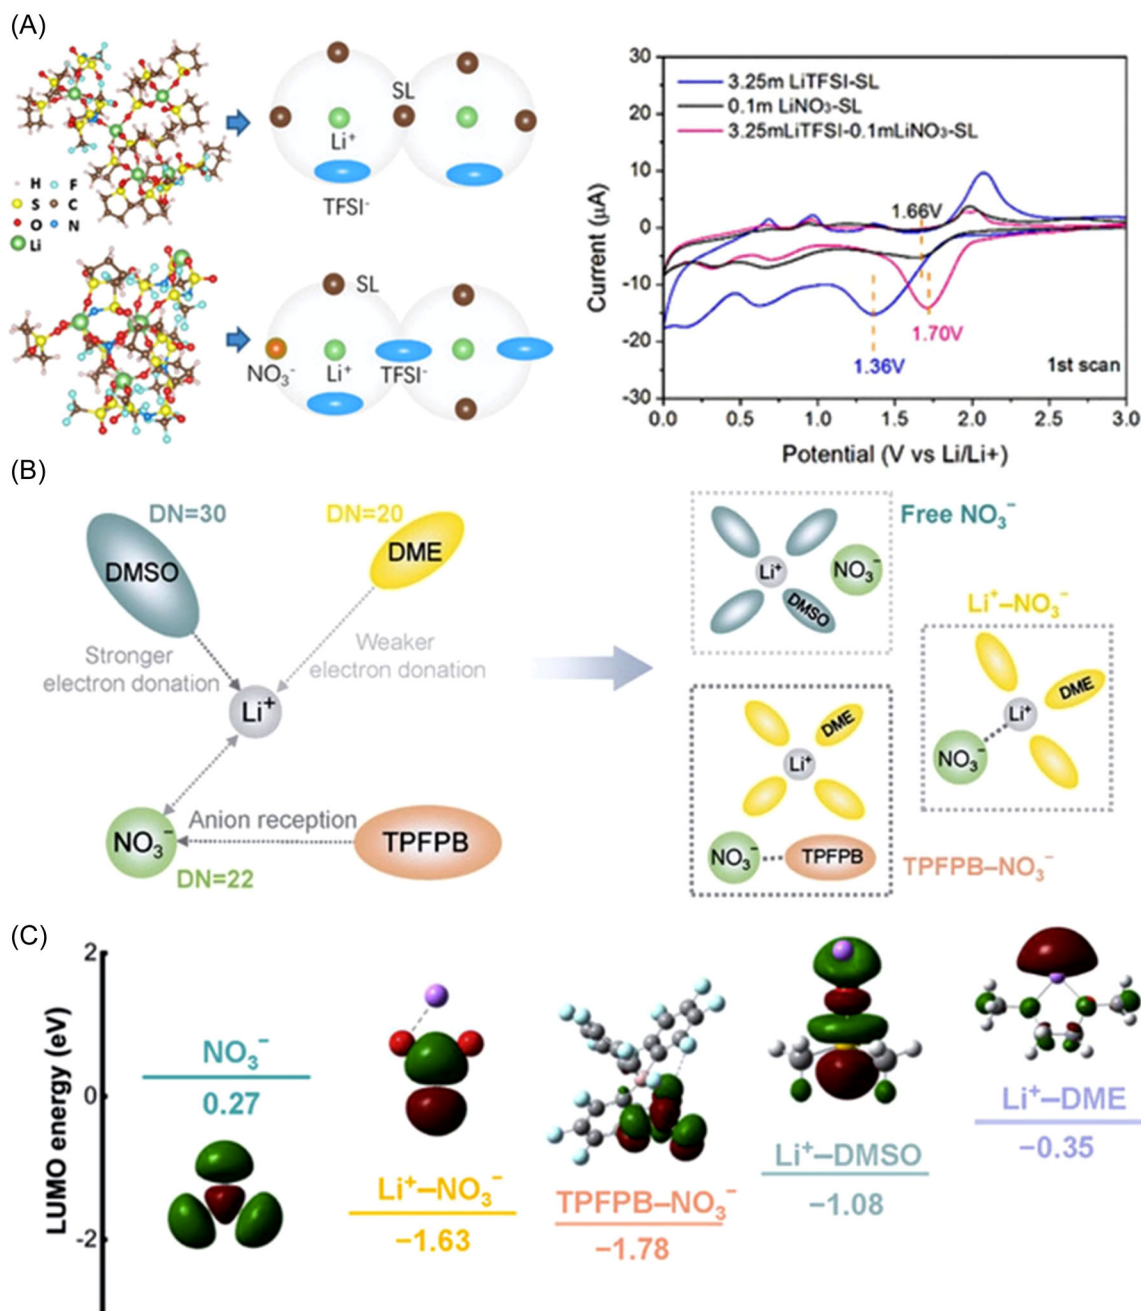 (A)
SL
Li⁺
TFSI⁻
H F
S C
O N
Li
SL
NO₃⁻
Li⁺
TFSI⁻
30
20
10
0
-10
-20
-30
Current (μA)
3.25m LiTFSI-SL
0.1m LiNO₃-SL
3.25mLiTFSI-0.1mLiNO₃-SL
1.66V
1.70V
1.36V
1st scan
0.0 0.5 1.0 1.5 2.0 2.5 3.0
Potential (V vs Li/Li+)
(B)
DN=30
DMSO
DN=20
DME
Stronger
electron donation
Weaker
electron donation
Li⁺
NO₃⁻
DN=22
Anion reception
TPFPB
Free NO₃⁻
Li⁺
NO₃⁻
DMSO
Li⁺–NO₃⁻
DME
Li⁺
NO₃⁻
DME
Li⁺
NO₃⁻
TPFPB
TPFPB–NO₃⁻
(C)
LUMO energy (eV)
2
0
-2
NO₃⁻
0.27
Li⁺–NO₃⁻
−1.63
TPFPB–NO₃⁻
−1.78
Li⁺–DMSO
−1.08
Li⁺–DME
−0.35